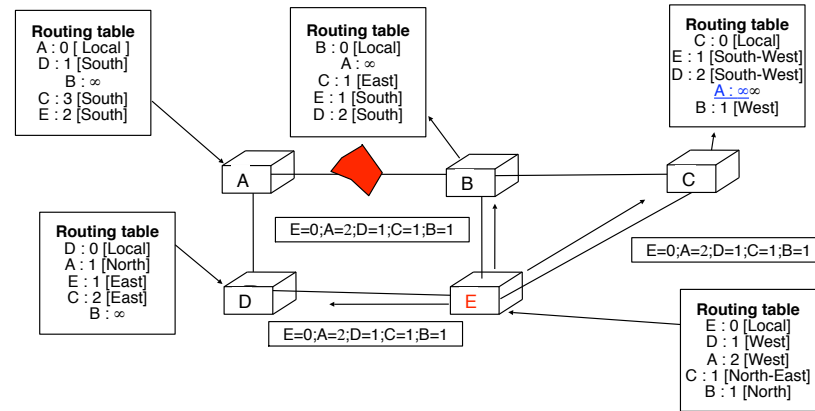 Routing table
A : 0 [ Local ]
D : 1 [South]
B : ∞
C : 3 [South]
E : 2 [South]
Routing table
B : 0 [Local]
A : ∞
C : 1 [East]
E : 1 [South]
D : 2 [South]
Routing table
C : 0 [Local]
E : 1 [South-West]
D : 2 [South-West]
A : ∞∞
B : 1 [West]
A
B
C
E=0;A=2;D=1;C=1;B=1
E=0;A=2;D=1;C=1;B=1
Routing table
D : 0 [Local]
A : 1 [North]
E : 1 [East]
C : 2 [East]
B : ∞
D
E
E=0;A=2;D=1;C=1;B=1
Routing table
E : 0 [Local]
D : 1 [West]
A : 2 [West]
C : 1 [North-East]
B : 1 [North]